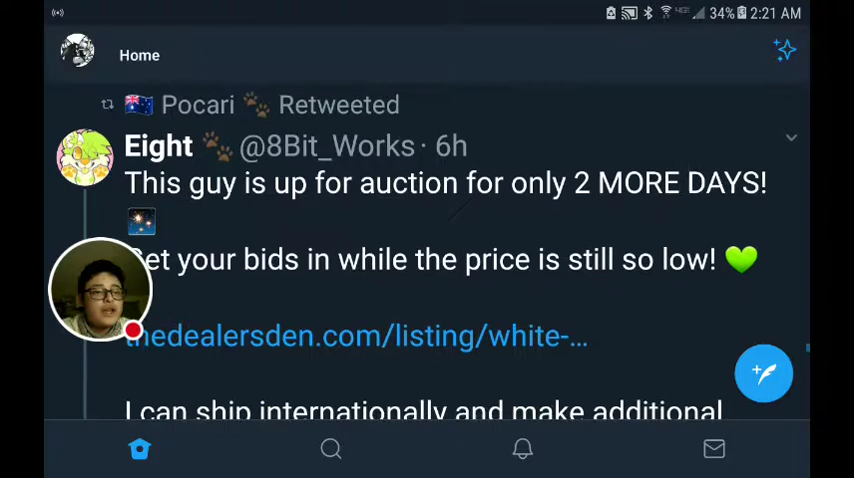 34% 2:21 AM
Home
Pocari Retweeted
Eight @8Bit_Works · 6h
This guy is up for auction for only 2 MORE DAYS!
Get your bids in while the price is still so low!
thedealersden.com/listing/white-...
I can ship internationally and make additional